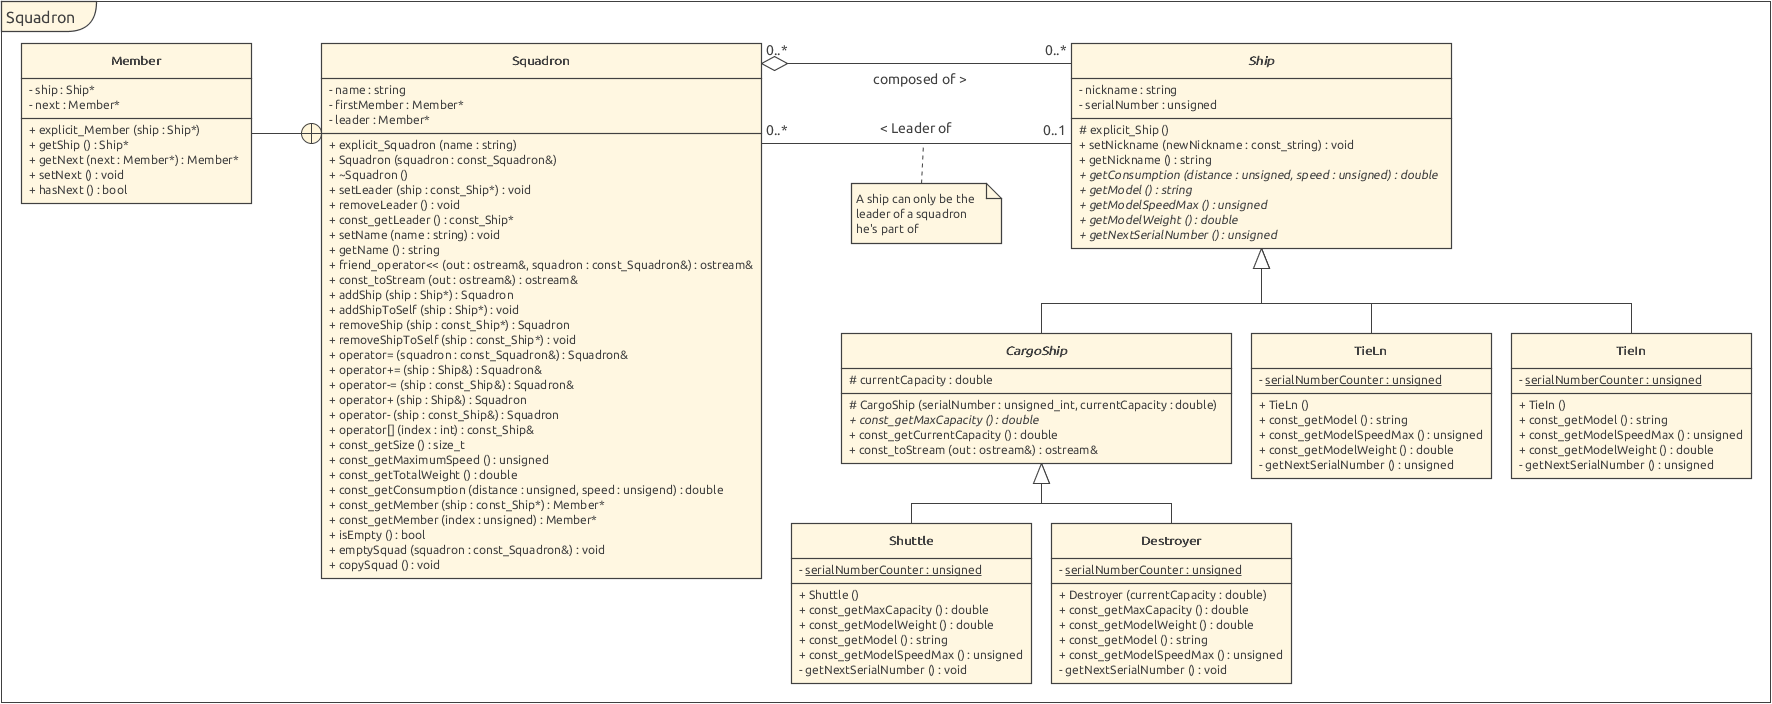 Squadron
Member
- ship : Ship*
- next : Member*
+ explicit_Member (ship : Ship*)
+ getShip () : Ship*
+ getNext (next : Member*) : Member*
+ setNext () : void
+ hasNext () : bool
Squadron
- name : string
- firstMember : Member*
- leader : Member*
+ explicit_Squadron (name : string)
+ Squadron (squadron : const_Squadron&)
+ ~Squadron ()
+ setLeader (ship : const_Ship*) : void
+ removeLeader () : void
+ const_getLeader () : const_Ship*
+ setName (name : string) : void
+ getName () : string
+ friend_operator<< (out : ostream&, squadron : const_Squadron&) : ostream&
+ const_toStream (out : ostream&) : ostream&
+ addShip (ship : Ship*) : Squadron
+ addShipToSelf (ship : Ship*) : void
+ removeShip (ship : const_Ship*) : Squadron
+ removeShipToSelf (ship : const_Ship*) : void
+ operator= (squadron : const_Squadron&) : Squadron&
+ operator+= (ship : Ship&) : Squadron&
+ operator-= (ship : const_Ship&) : Squadron&
+ operator+ (ship : Ship&) : Squadron
+ operator- (ship : const_Ship&) : Squadron
+ operator[] (index : int) : const_Ship&
+ const_getSize () : size_t
+ const_getMaximumSpeed () : unsigned
+ const_getTotalWeight () : double
+ const_getConsumption (distance : unsigned, speed : unsigend) : double
+ const_getMember (ship : const_Ship*) : Member*
+ const_getMember (index : unsigned) : Member*
+ isEmpty () : bool
+ emptySquad (squadron : const_Squadron&) : void
+ copySquad () : void
0..* 0..*
composed of >
0..* < Leader of 0..1
A ship can only be the
leader of a squadron
he's part of
Ship
- nickname : string
- serialNumber : unsigned
# explicit_Ship ()
+ setNickname (newNickname : const_string) : void
+ getNickname () : string
+ getConsumption (distance : unsigned, speed : unsigned) : double
+ getModel () : string
+ getModelSpeedMax () : unsigned
+ getModelWeight () : double
+ getNextSerialNumber () : unsigned
CargoShip
# currentCapacity : double
# CargoShip (serialNumber : unsigned_int, currentCapacity : double)
+ const_getMaxCapacity () : double
+ const_getCurrentCapacity () : double
+ const_toStream (out : ostream&) : ostream&
TieLn
- serialNumberCounter : unsigned
+ TieLn ()
+ const_getModel () : string
+ const_getModelSpeedMax () : unsigned
+ const_getModelWeight () : double
- getNextSerialNumber () : unsigned
TieIn
- serialNumberCounter : unsigned
+ TieIn ()
+ const_getModel () : string
+ const_getModelSpeedMax () : unsigned
+ const_getModelWeight () : double
- getNextSerialNumber () : unsigned
Shuttle
- serialNumberCounter : unsigned
+ Shuttle ()
+ const_getMaxCapacity () : double
+ const_getModelWeight () : double
+ const_getModel () : string
+ const_getModelSpeedMax () : unsigned
- getNextSerialNumber () : void
Destroyer
- serialNumberCounter : unsigned
+ Destroyer (currentCapacity : double)
+ const_getMaxCapacity () : double
+ const_getModelWeight () : double
+ const_getModel () : string
+ const_getModelSpeedMax () : unsigned
- getNextSerialNumber () : void